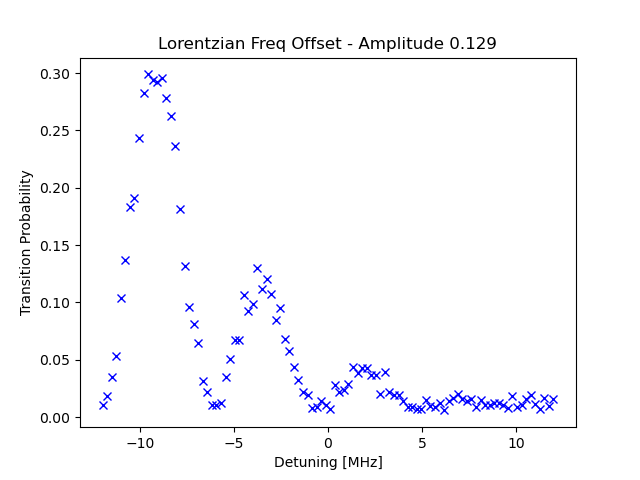 Lorentzian Freq Offset - Amplitude 0.129
Transition Probability
0.30
0.25
0.20
0.15
0.10
0.05
0.00
−10 −5 0 5 10
Detuning [MHz]